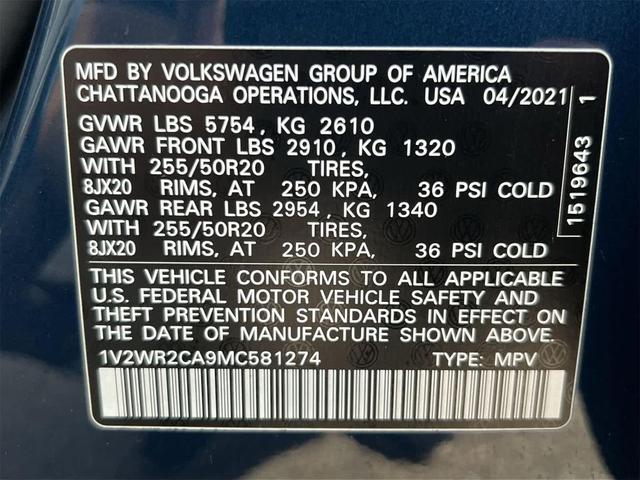 MFD BY VOLKSWAGEN GROUP OF AMERICA
CHATTANOOGA OPERATIONS, LLC. USA 04/2021
GVWR LBS 5754, KG 2610
GAWR FRONT LBS 2910, KG 1320
WITH 255/50R20 TIRES,
8JX20 RIMS, AT 250 KPA, 36 PSI COLD
GAWR REAR LBS 2954, KG 1340
WITH 255/50R20 TIRES,
8JX20 RIMS, AT 250 KPA, 36 PSI COLD
THIS VEHICLE CONFORMS TO ALL APPLICABLE
U.S. FEDERAL MOTOR VEHICLE SAFETY AND
THEFT PREVENTION STANDARDS IN EFFECT ON
THE DATE OF MANUFACTURE SHOWN ABOVE.
1V2WR2CA9MC581274 TYPE: MPV
1519643 1